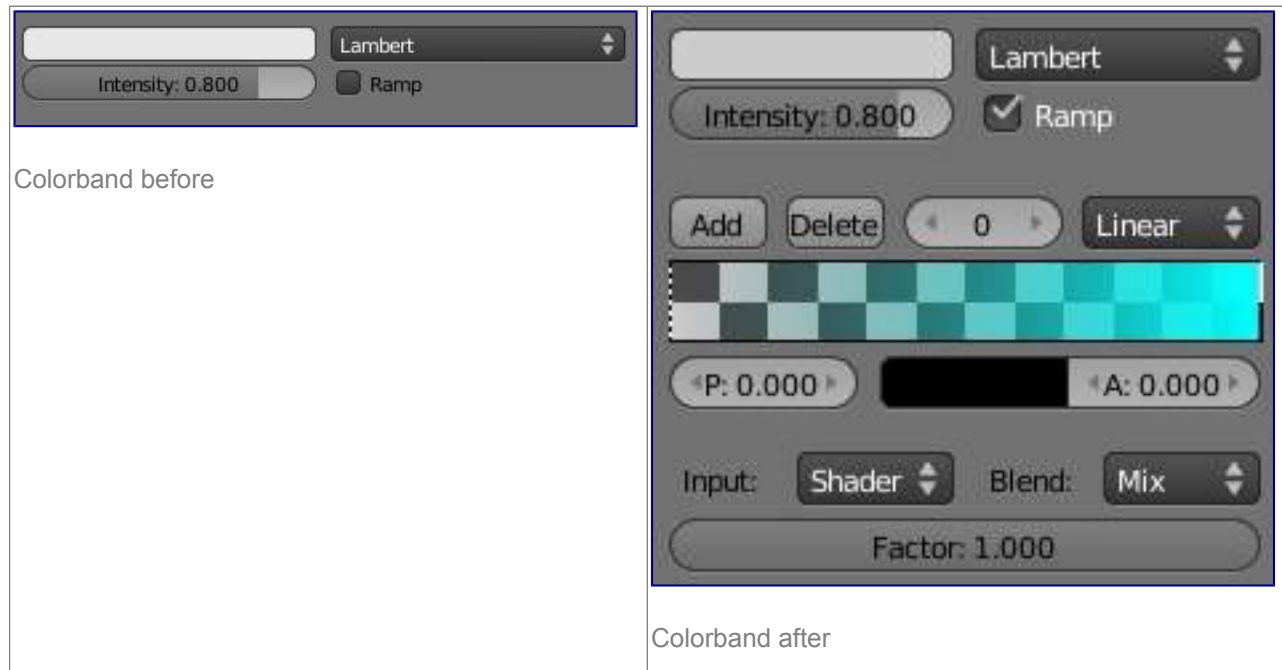 Lambert
Intensity: 0.800
Ramp
Colorband before
Lambert
Intensity: 0.800
Ramp
Add Delete 0 Linear
P: 0.000 A: 0.000
Input: Shader Blend: Mix
Factor: 1.000
Colorband after